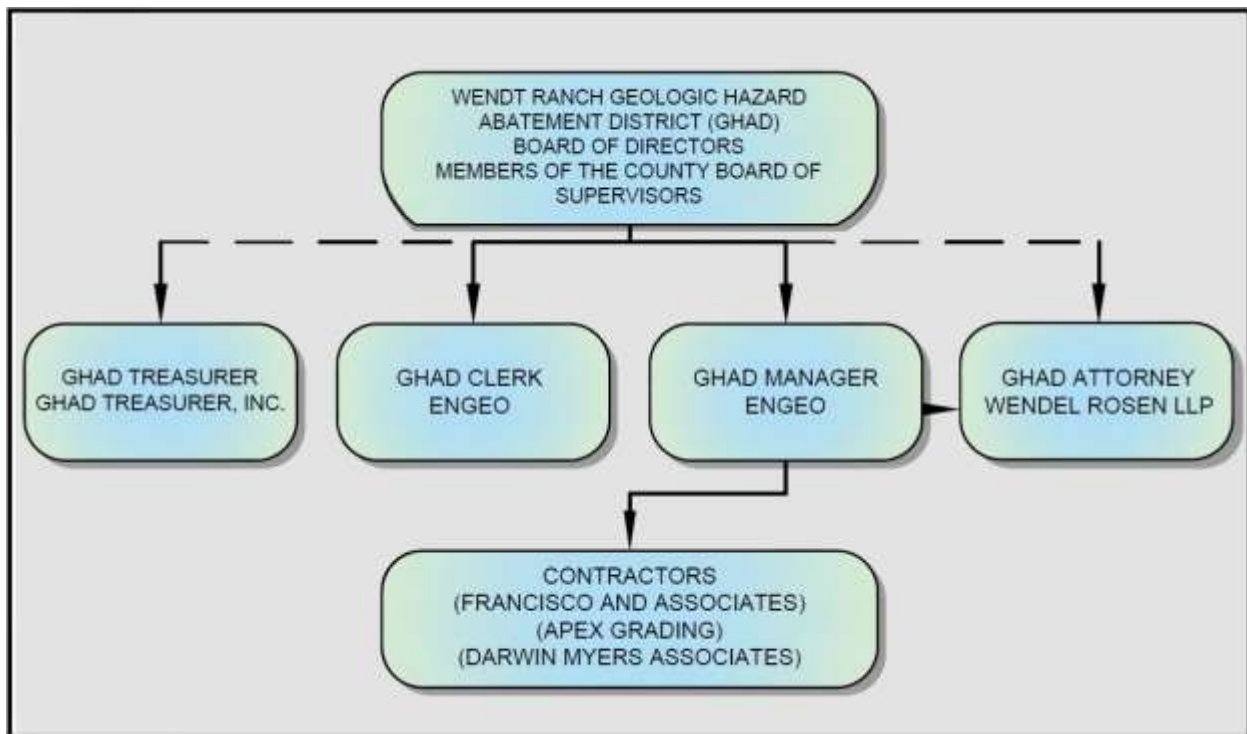 WENDT RANCH GEOLOGIC HAZARD
ABATEMENT DISTRICT (GHAD)
BOARD OF DIRECTORS
MEMBERS OF THE COUNTY BOARD OF
SUPERVISORS
GHAD TREASURER
GHAD TREASURER, INC.
GHAD CLERK
ENGEO
GHAD MANAGER
ENGEO
GHAD ATTORNEY
WENDEL ROSEN LLP
CONTRACTORS
(FRANCISCO AND ASSOCIATES)
(APEX GRADING)
(DARWIN MYERS ASSOCIATES)